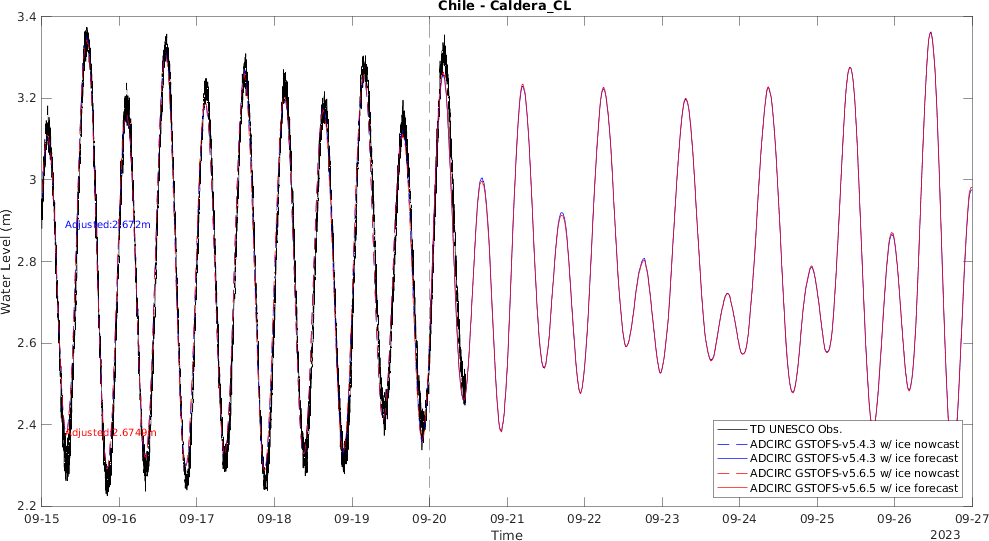 Chile - Caldera_CL
3.4
3.2
3
2.8
2.6
2.4
2.2
Water Level (m)
Adjusted:2.672m
Adjusted:2.6749m
TD UNESCO Obs.
ADCIRC GSTOFS-v5.4.3 w/ ice nowcast
ADCIRC GSTOFS-v5.4.3 w/ ice forecast
ADCIRC GSTOFS-v5.6.5 w/ ice nowcast
ADCIRC GSTOFS-v5.6.5 w/ ice forecast
09-15 09-16 09-17 09-18 09-19 09-20 09-21 09-22 09-23 09-24 09-25 09-26 09-27
Time
2023